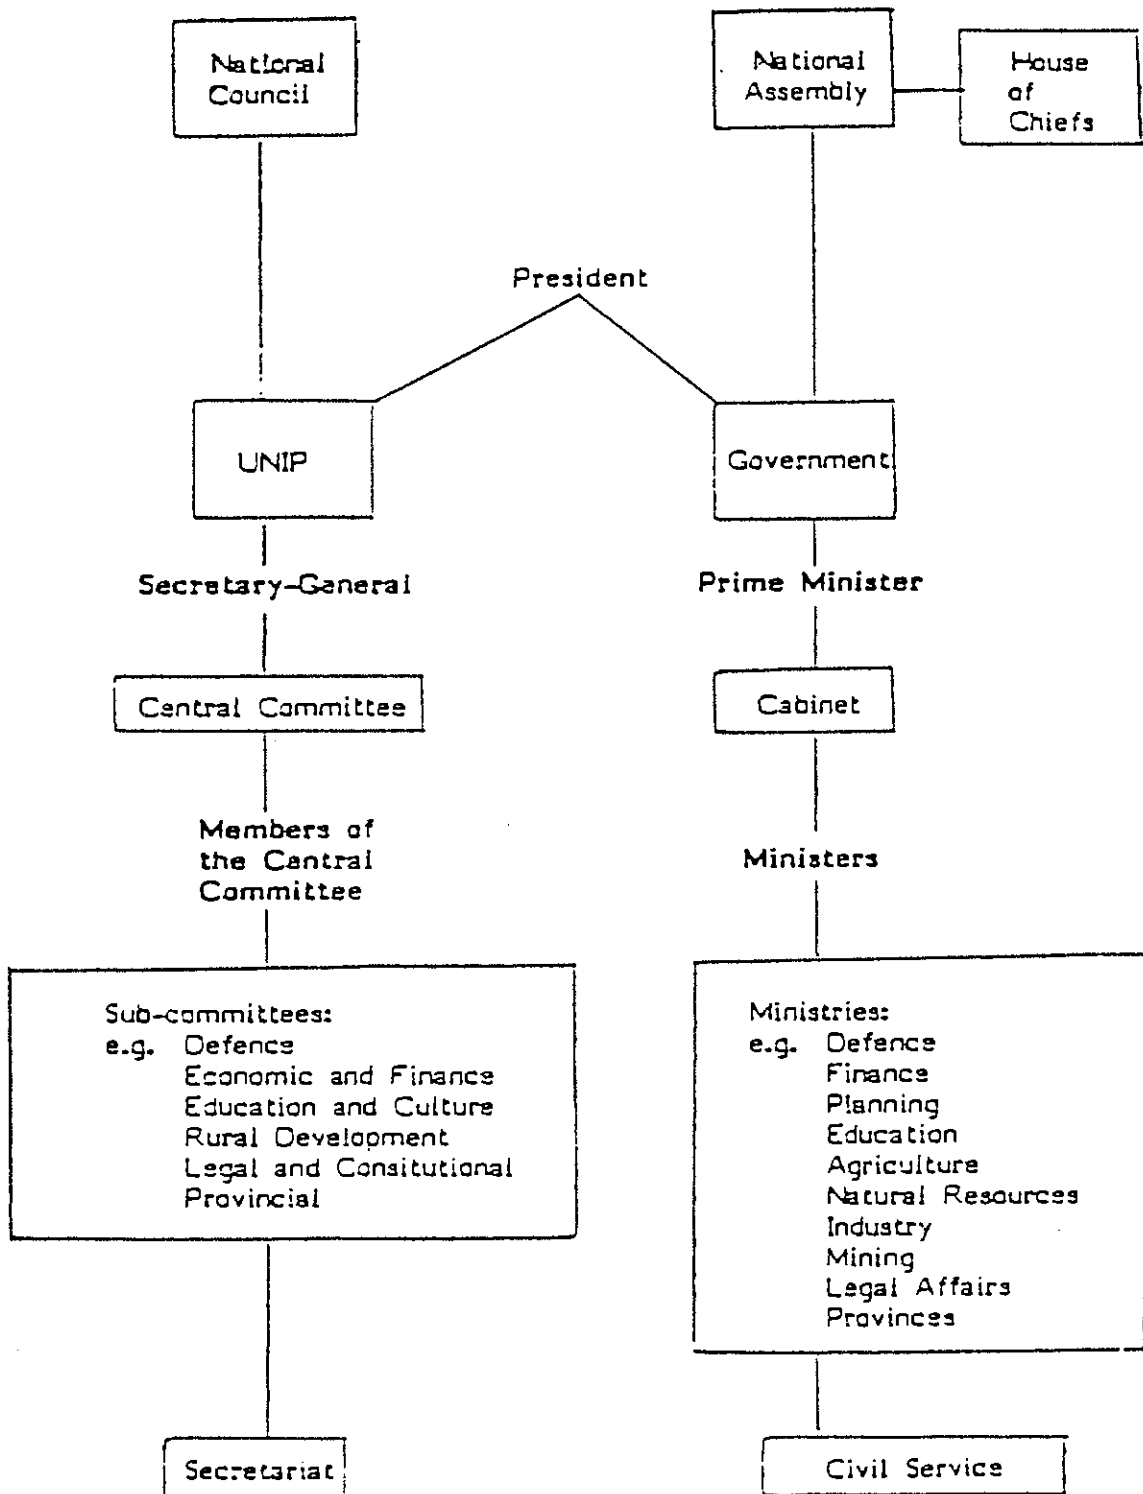 National
Council
National
Assembly
House
of
Chiefs
President
UNIP
Government
Secretary-General
Prime Minister
Central Committee
Cabinet
Members of
the Central
Committee
Ministers
Sub-committees:
e.g. Defence
Economic and Finance
Education and Culture
Rural Development
Legal and Consitutional
Provincial
Ministries:
e.g. Defence
Finance
Planning
Education
Agriculture
Natural Resources
Industry
Mining
Legal Affairs
Provinces
Secretariat
Civil Service